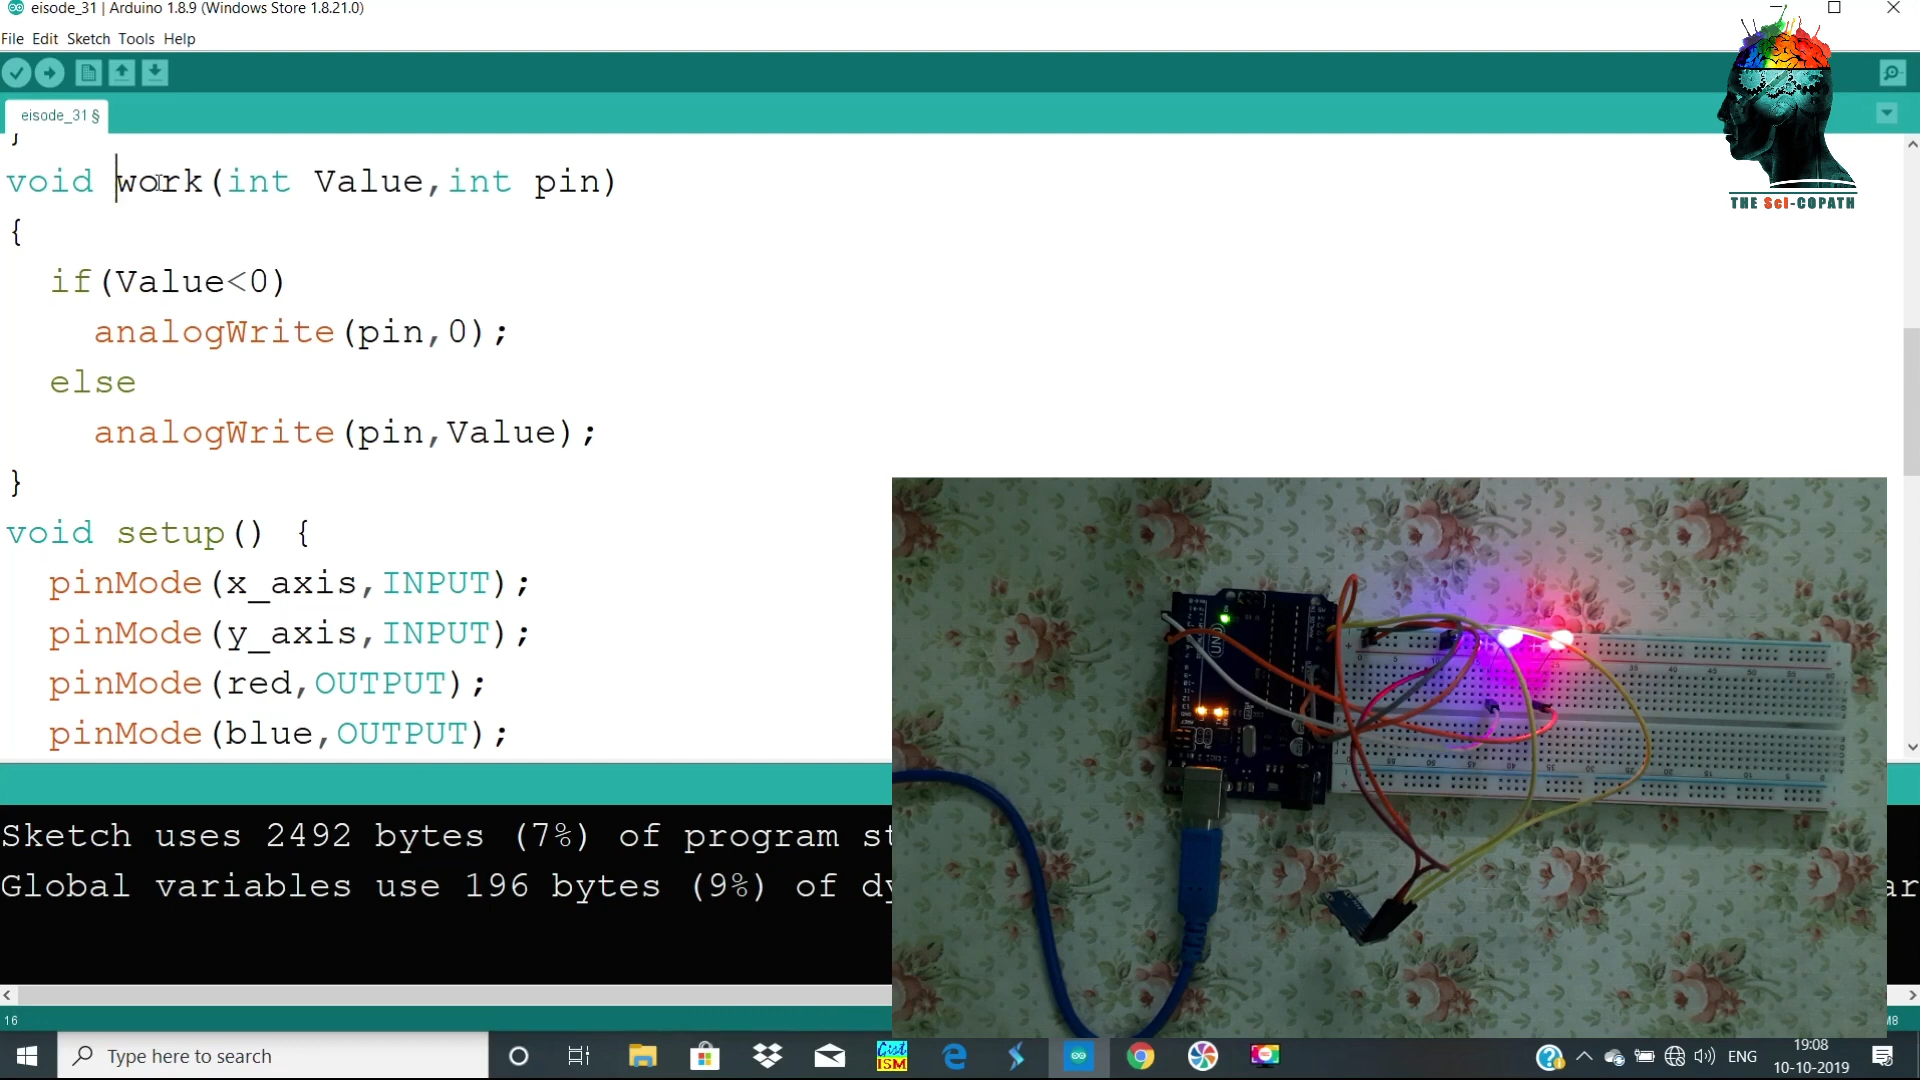 eisode_31 | Arduino 1.8.9 (Windows Store 1.8.21.0)
File Edit Sketch Tools Help
eisode_31 §
}
void work(int Value,int pin)
{
if(Value<0)
analogWrite(pin,0);
else
analogWrite(pin,Value);
}
void setup() {
pinMode(x_axis,INPUT);
pinMode(y_axis,INPUT);
pinMode(red,OUTPUT);
pinMode(blue,OUTPUT);
THE ScI-COPATH
Sketch uses 2492 bytes (7%) of program st
Global variables use 196 bytes (9%) of dy
ar
16
M8
Type here to search
Gist
ISM
ENG
19:08
10-10-2019